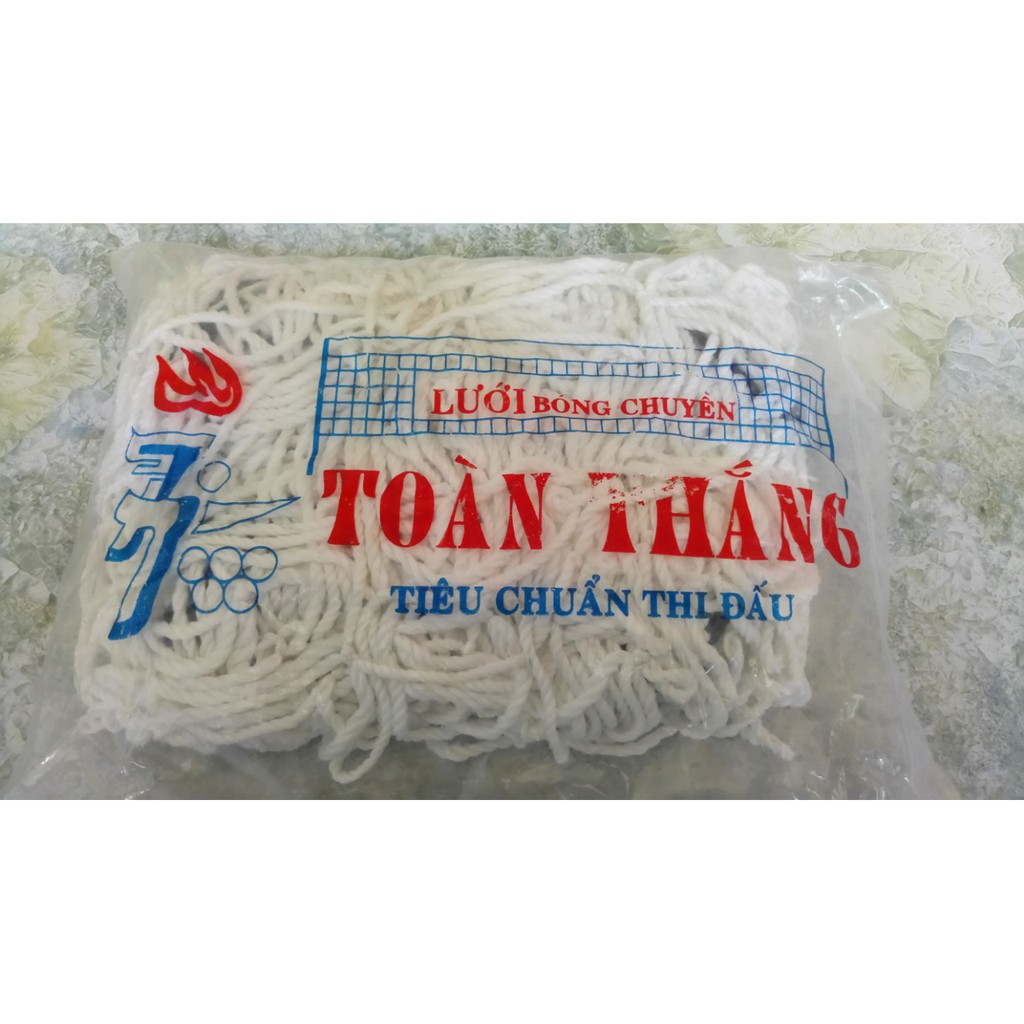 LƯỚI BÓNG CHUYỀN
TOÀN THẮNG
TIÊU CHUẨN THI ĐẤU